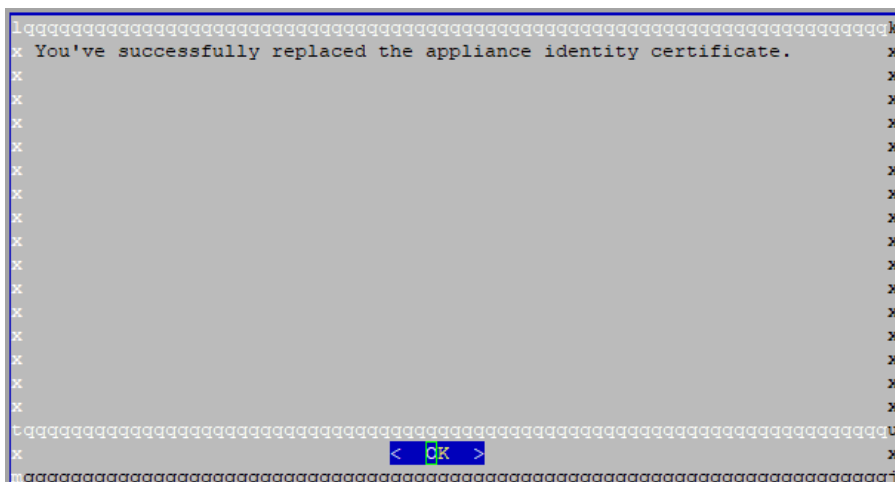 You've successfully replaced the appliance identity certificate.
< OK >